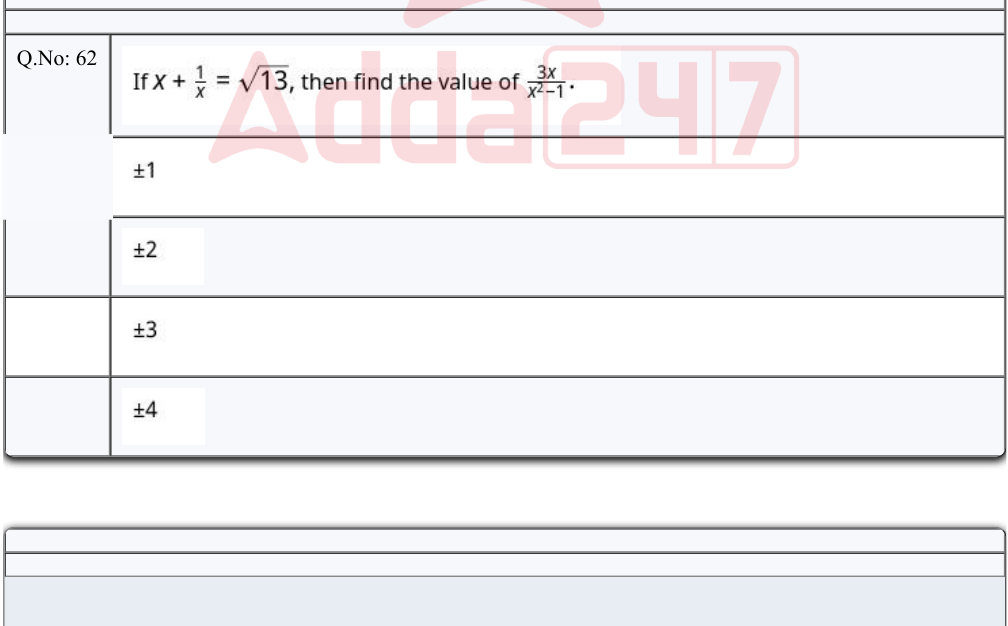 Q.No: 62
If x + 1/x = √13, then find the value of 3x/x²−1.
Adda247
±1
±2
±3
±4